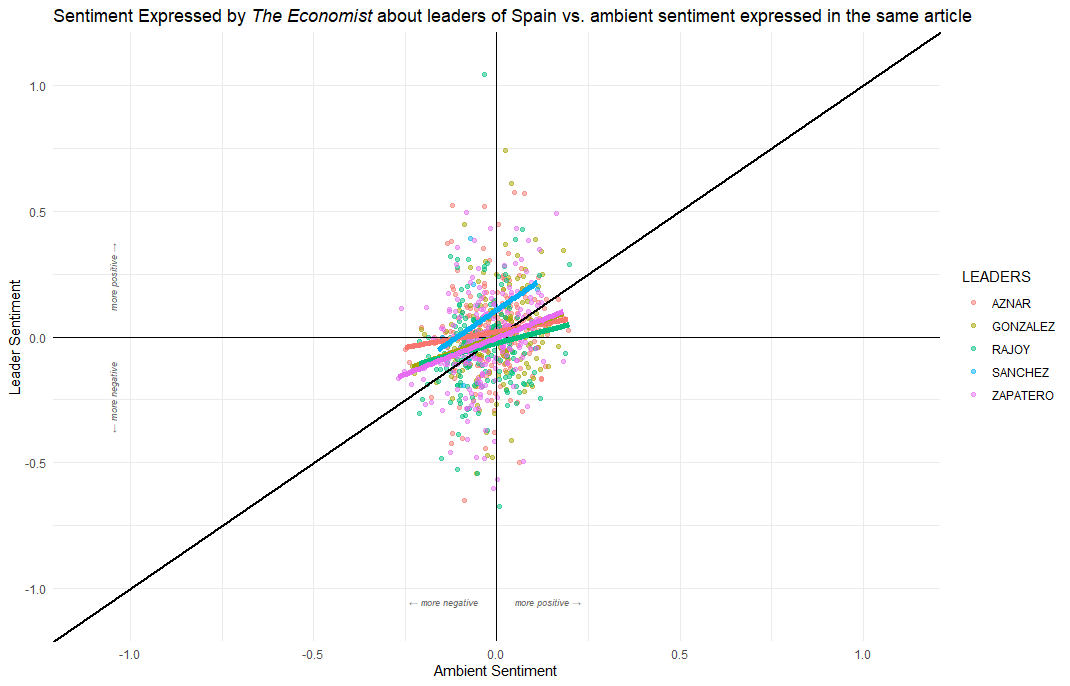 Sentiment Expressed by The Economist about leaders of Spain vs. ambient sentiment expressed in the same article
1.0
0.5
0.0
-0.5
-1.0
Leader Sentiment
more positive →
← more negative
← more negative
more positive →
-1.0
-0.5
0.0
0.5
1.0
Ambient Sentiment
LEADERS
AZNAR
GONZALEZ
RAJOY
SANCHEZ
ZAPATERO